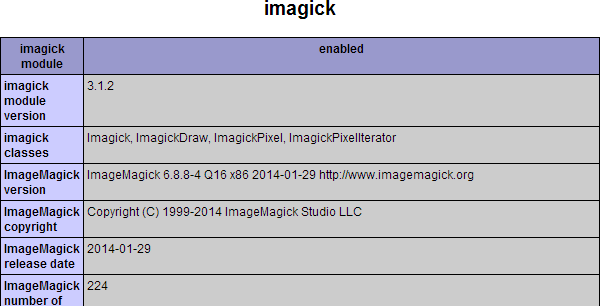 imagick
imagick
module
enabled
imagick
module
version
3.1.2
imagick
classes
Imagick, ImagickDraw, ImagickPixel, ImagickPixelIterator
ImageMagick
version
ImageMagick 6.8.8-4 Q16 x86 2014-01-29 http://www.imagemagick.org
ImageMagick
copyright
Copyright (C) 1999-2014 ImageMagick Studio LLC
ImageMagick
release date
2014-01-29
ImageMagick
number of
224